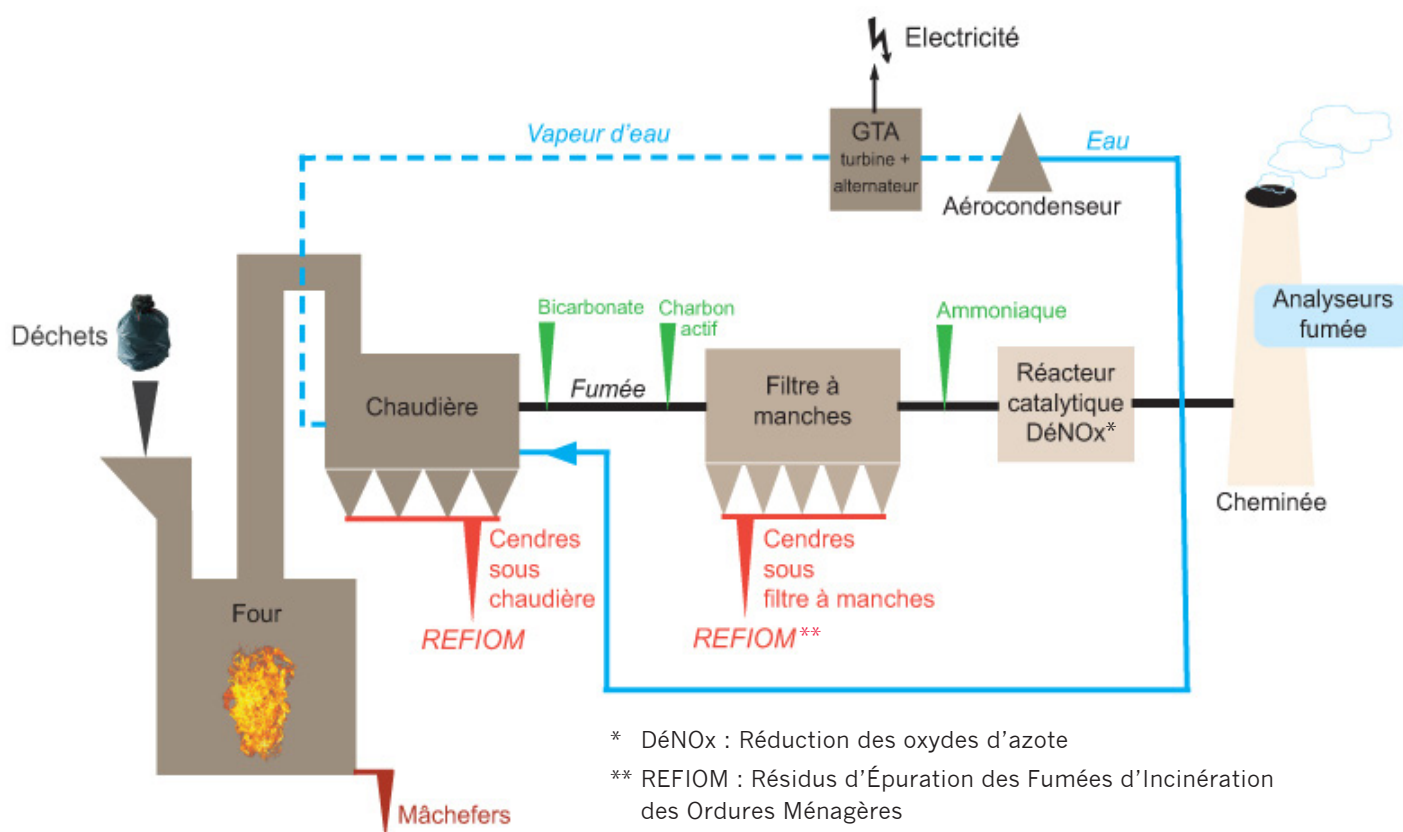 Electricité
Vapeur d'eau
GTA
turbine +
alternateur
Eau
Aérocondenseur
Déchets
Bicarbonate
Charbon
actif
Ammoniaque
Analyseurs
fumée
Chaudière
Fumée
Filtre à
manches
Réacteur
catalytique
DéNOx*
Cheminée
Cendres
sous
chaudière
REFIOM
Cendres
sous
filtre à manches
REFIOM**
Four
Mâchefers
* DéNOx : Réduction des oxydes d'azote
** REFIOM : Résidus d'Épuration des Fumées d'Incinération
des Ordures Ménagères